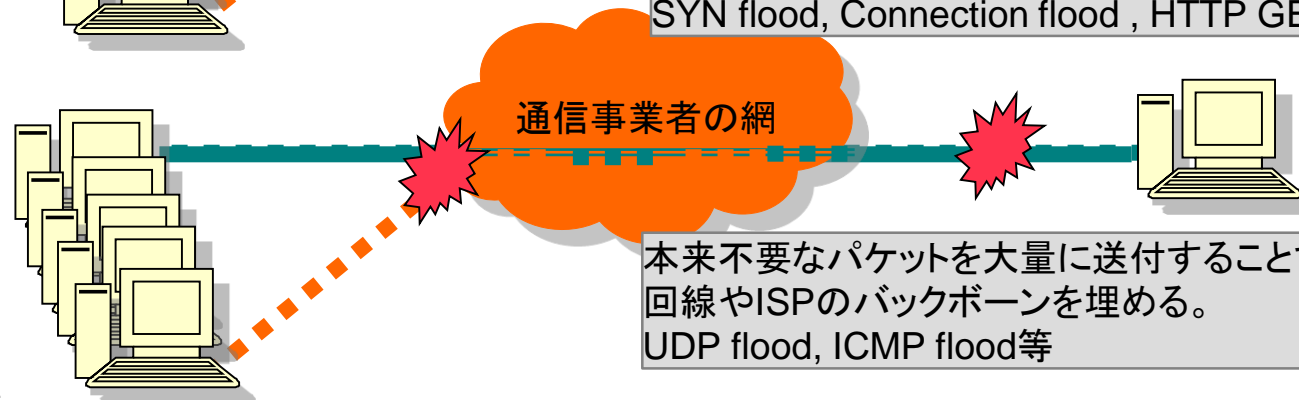 SYN flood, Connection flood , HTTP GE
通信事業者の網
本来不要なパケットを大量に送付すること
回線やISPのバックボーンを埋める。
UDP flood, ICMP flood等